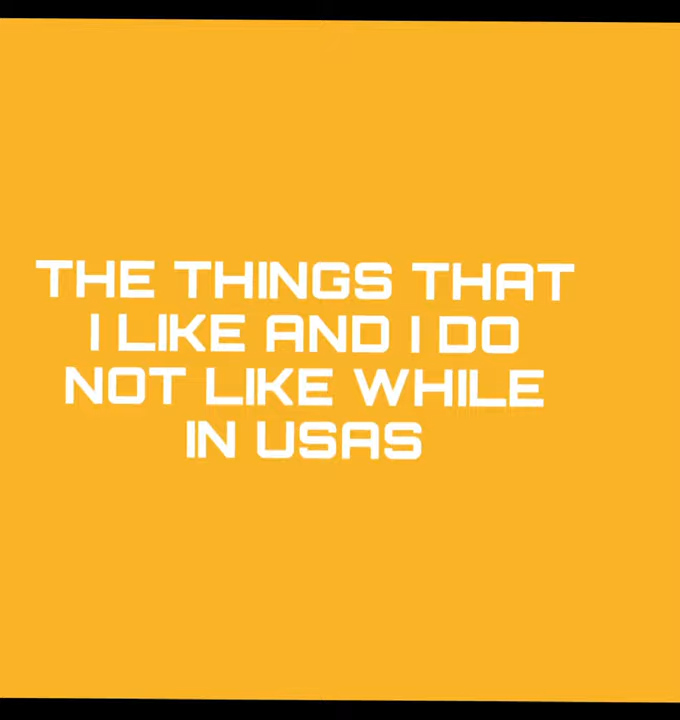 THE THINGS THAT
I LIKE AND I DO
NOT LIKE WHILE
IN USAS